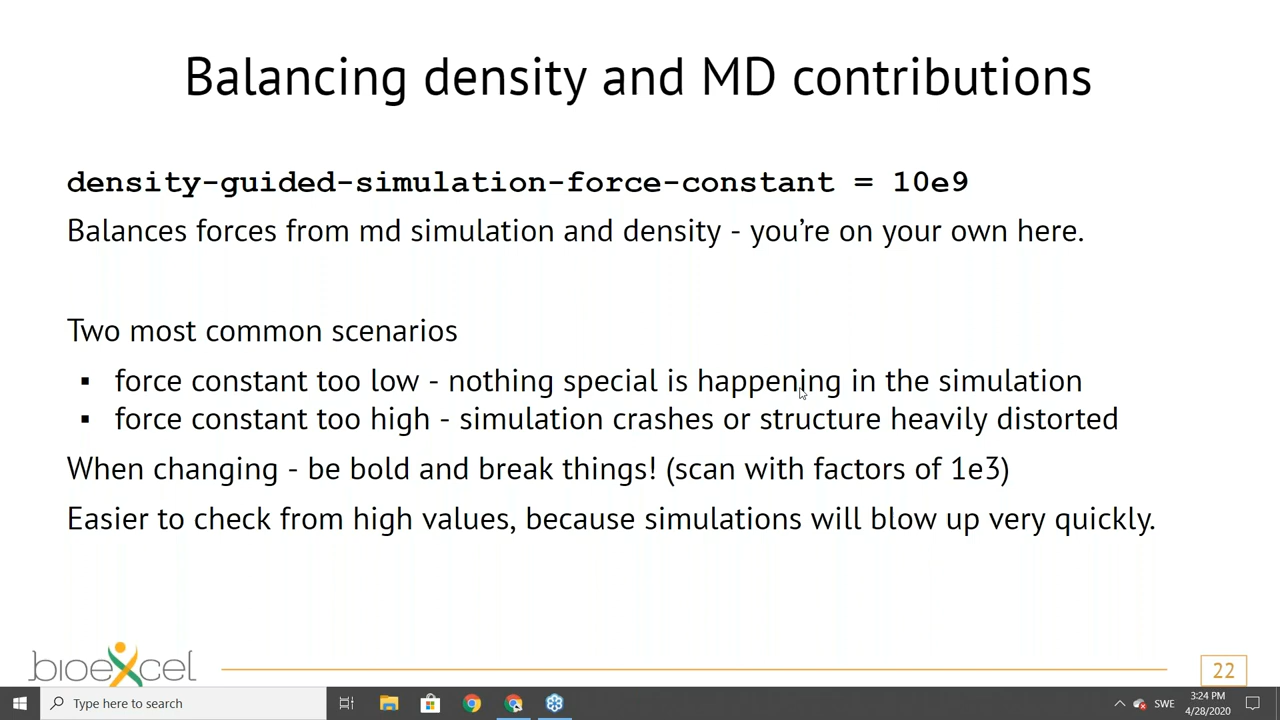 Balancing density and MD contributions
density-guided-simulation-force-constant = 10e9
Balances forces from md simulation and density - you’re on your own here.
Two most common scenarios
▪ force constant too low - nothing special is happening in the simulation
▪ force constant too high - simulation crashes or structure heavily distorted
When changing - be bold and break things! (scan with factors of 1e3)
Easier to check from high values, because simulations will blow up very quickly.
bioexcel
22
Type here to search
SWE
3:24 PM
4/28/2020